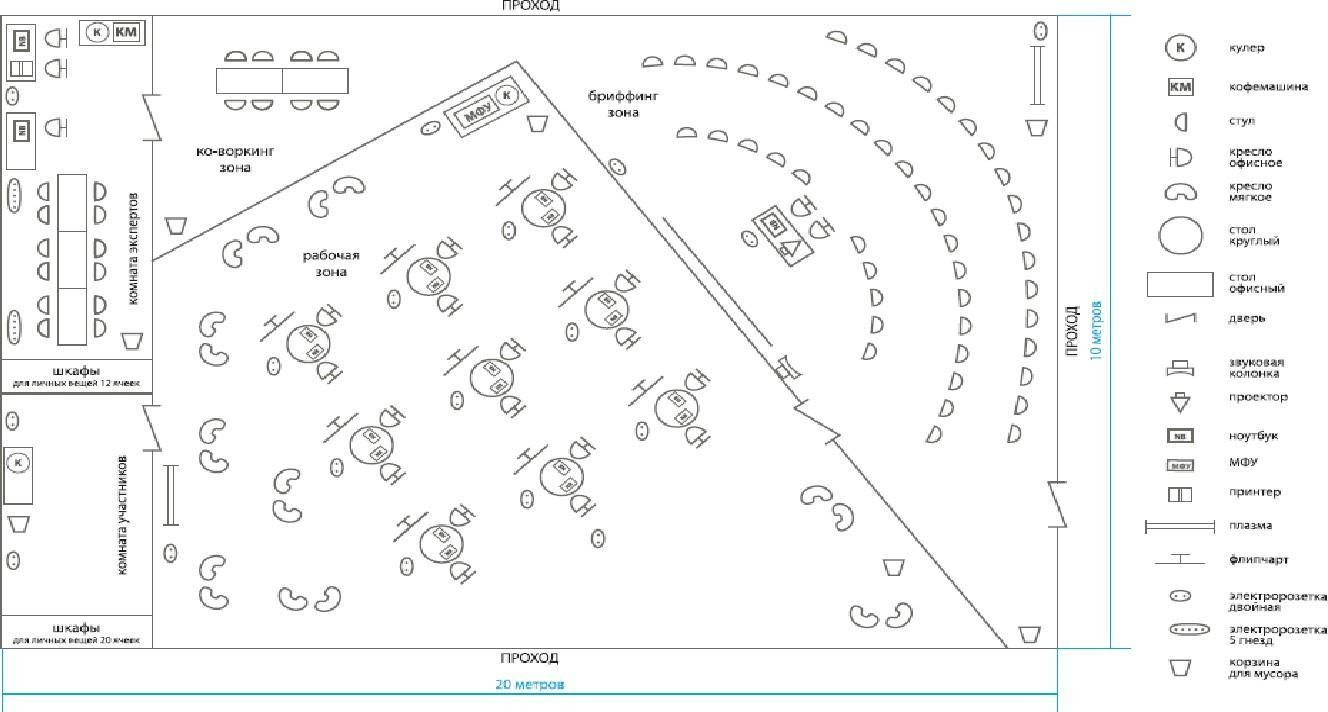 ПРОХОД
К КМ
NB
NB
МФУ К
ко-воркинг
зона
бриффинг
зона
рабочая
зона
комната экспертов
шкафы
для личных вещей 12 ячеек
К
комната участников
шкафы
для личных вещей 20 ячеек
ПРОХОД
20 метров
ПРОХОД
10 метров
К кулер
КМ кофемашина
стул
кресло
офисное
кресло
мягкое
стол
круглый
стол
офисный
дверь
звуковая
колонка
проектор
NB ноутбук
МФУ МФУ
принтер
плазма
флипчарт
электророзетка
двойная
электророзетка
5 гнезд
корзина
для мусора